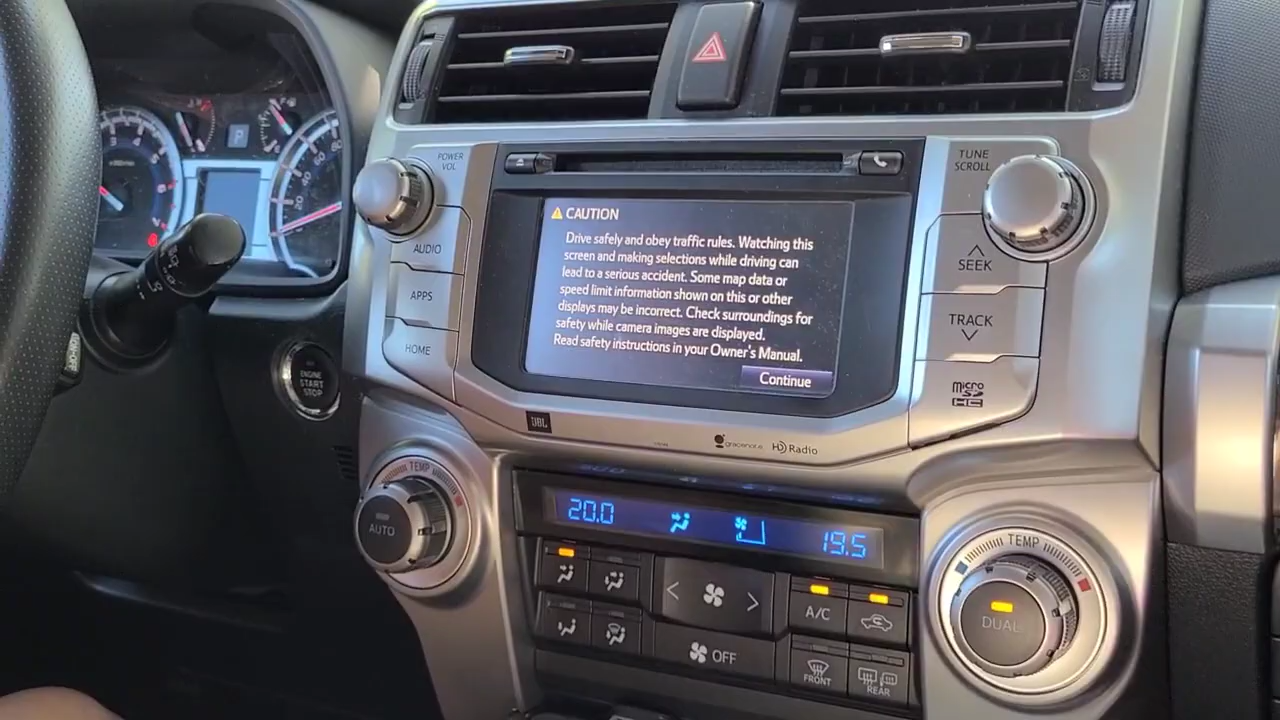 POWER
VOL
AUDIO
APPS
HOME
ENGINE
START
STOP
P
CAUTION
Drive safely and obey traffic rules. Watching this
screen and making selections while driving can
lead to a serious accident. Some map data or
speed limit information shown on this or other
displays may be incorrect. Check surroundings for
safety while camera images are displayed.
Read safety instructions in your Owner's Manual.
Continue
TUNE
SCROLL
SEEK
TRACK
micro
SD
HC
JBL
gracenote
HD Radio
TEMP
AUTO
20.0
19.5
A/C
OFF
FRONT
REAR
TEMP
DUAL